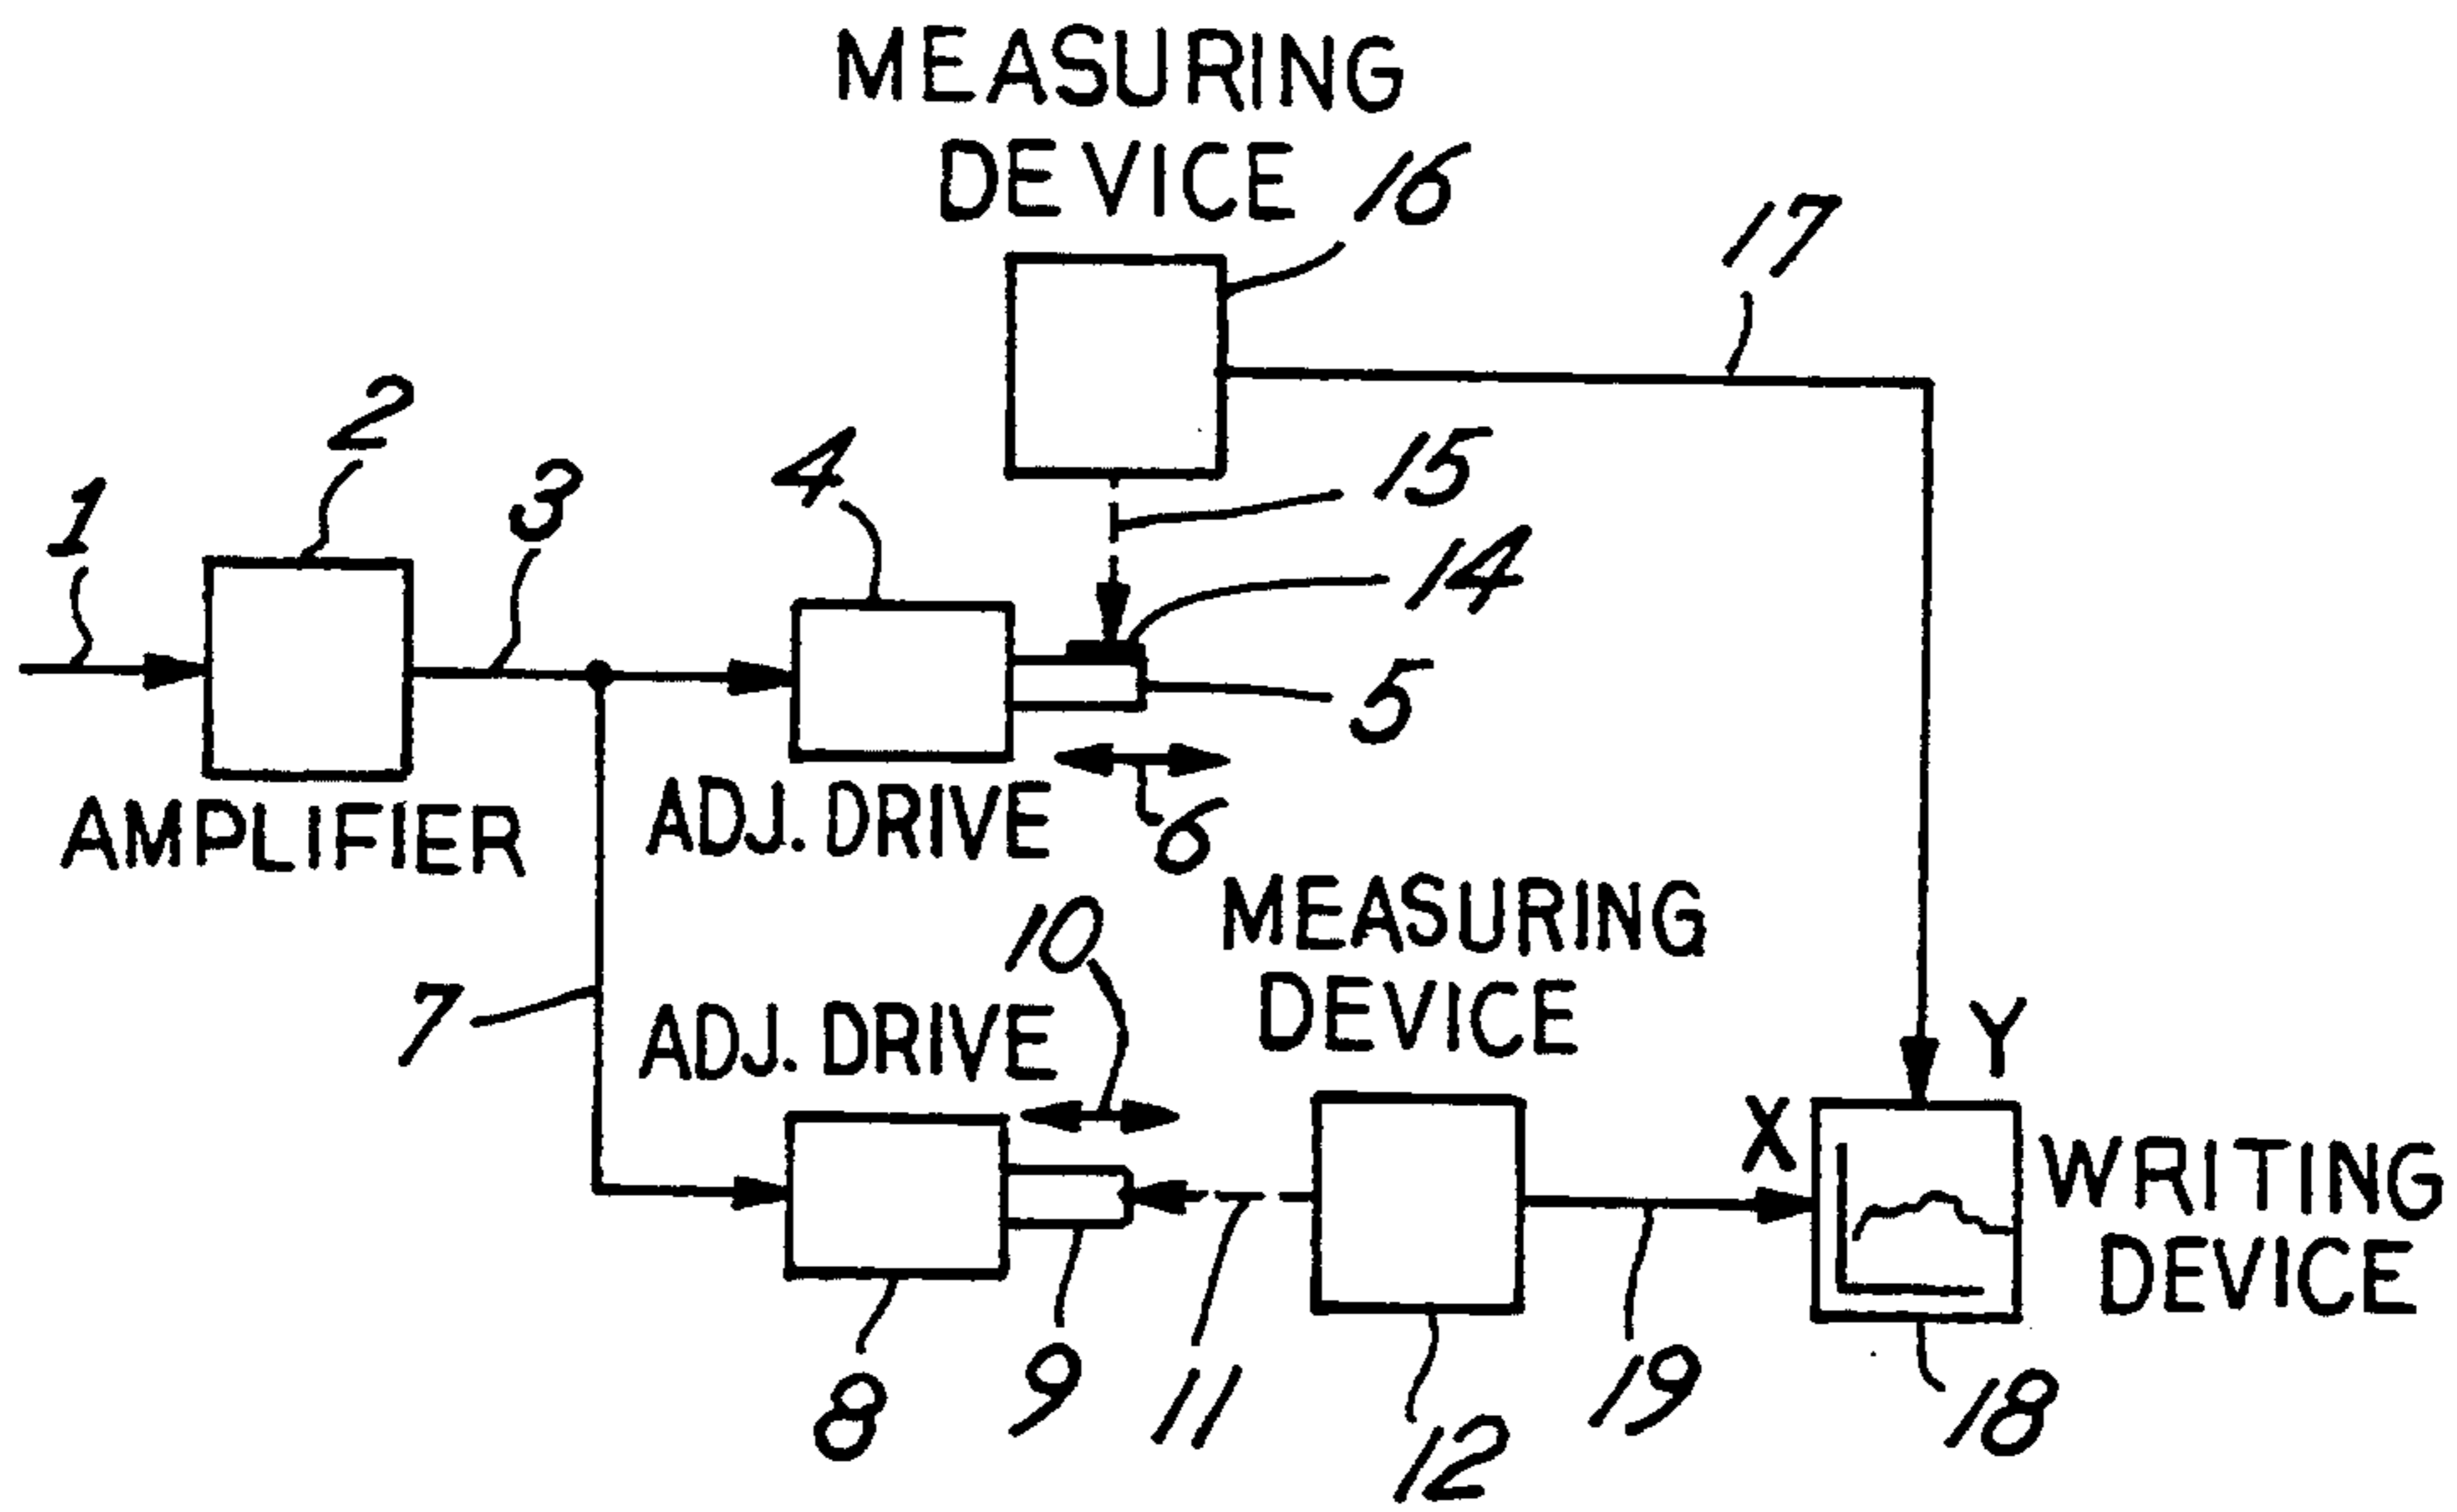 MEASURING
DEVICE
16
17
2
1
3
4
15
14
5
AMPLIFIER
ADJ. DRIVE
6
MEASURING
DEVICE
10
7
ADJ. DRIVE
Y
X
WRITING
DEVICE
8
9
11
12
19
18